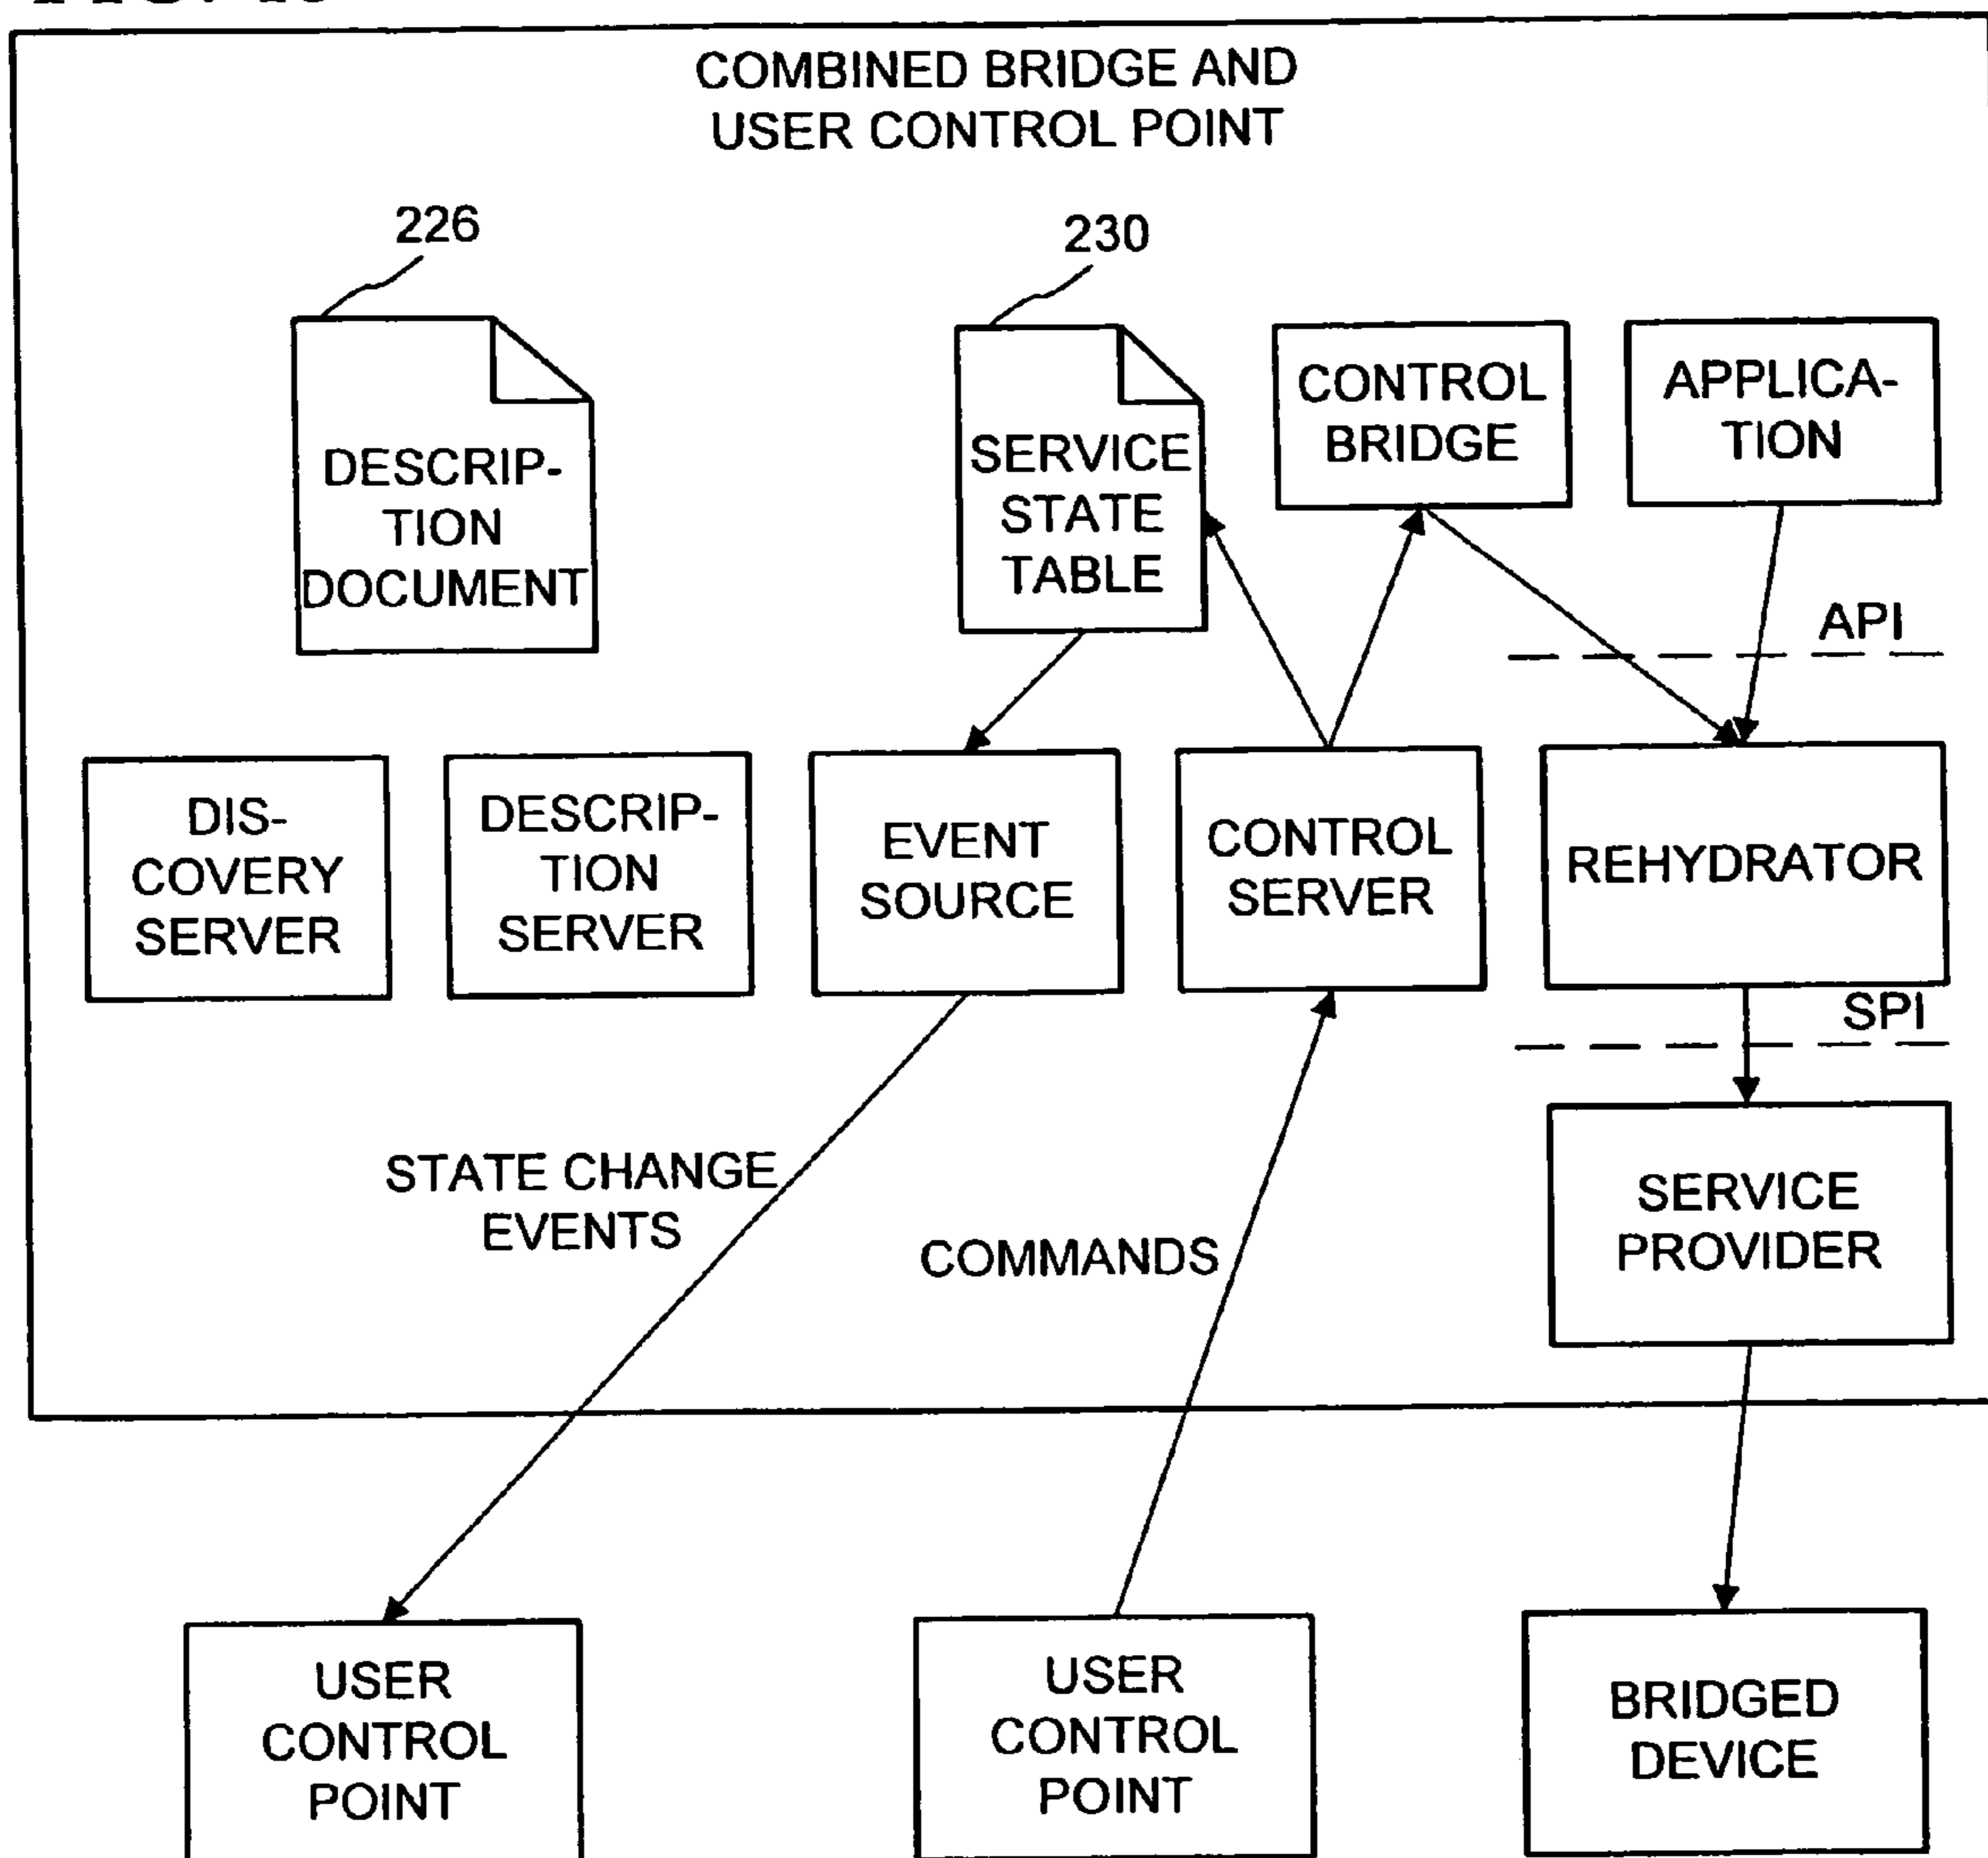 COMBINED BRIDGE AND
USER CONTROL POINT
226
230
DESCRIP-
TION
DOCUMENT
SERVICE
STATE
TABLE
CONTROL
BRIDGE
APPLICA-
TION
API
DIS-
COVERY
SERVER
DESCRIP-
TION
SERVER
EVENT
SOURCE
CONTROL
SERVER
REHYDRATOR
SPI
STATE CHANGE
EVENTS
COMMANDS
SERVICE
PROVIDER
USER
CONTROL
POINT
USER
CONTROL
POINT
BRIDGED
DEVICE